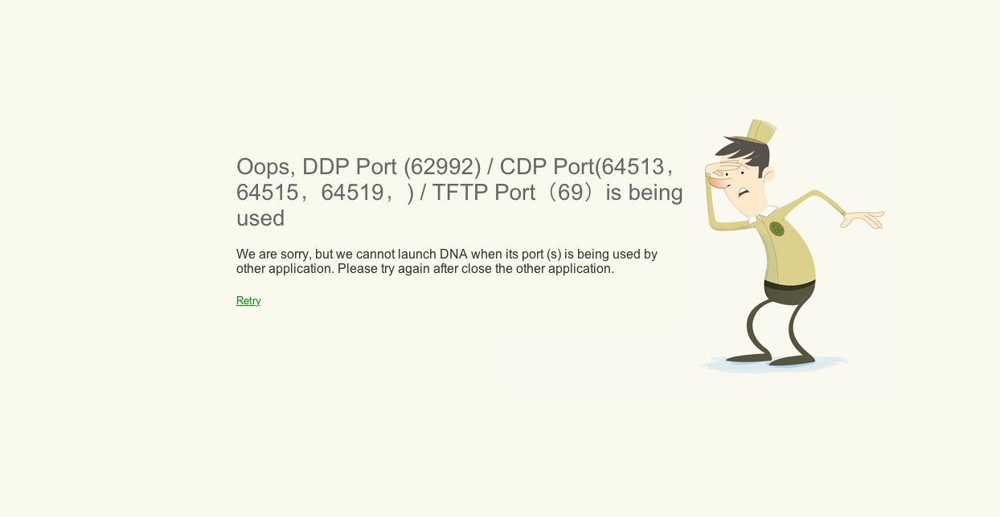 Oops, DDP Port (62992) / CDP Port(64513，
64515，64519，) / TFTP Port（69）is being
used
We are sorry, but we cannot launch DNA when its port (s) is being used by
other application. Please try again after close the other application.
Retry